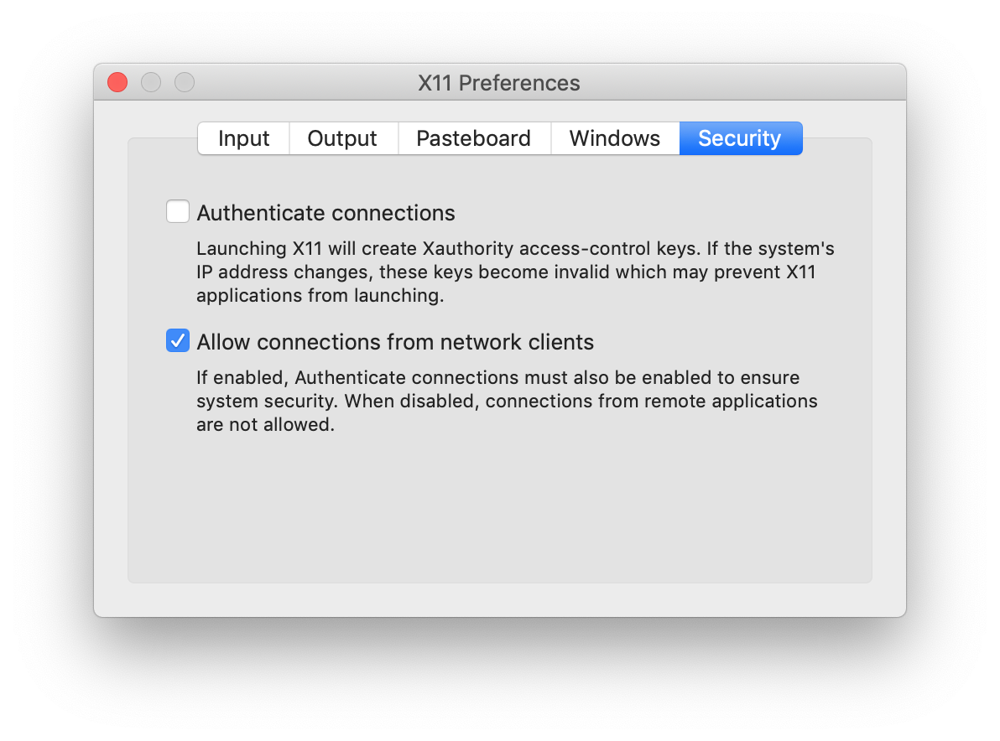 X11 Preferences
Input Output Pasteboard Windows Security
Authenticate connections
Launching X11 will create Xauthority access-control keys. If the system's
IP address changes, these keys become invalid which may prevent X11
applications from launching.
Allow connections from network clients
If enabled, Authenticate connections must also be enabled to ensure
system security. When disabled, connections from remote applications
are not allowed.